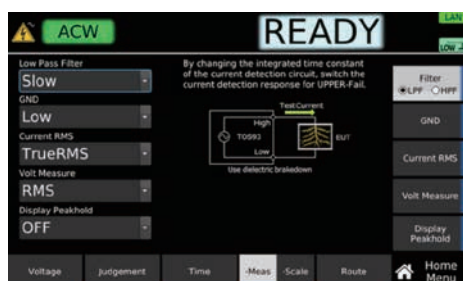 ACW
READY
LAN
LOW
Low Pass Filter
Slow
GND
Low
Current RMS
TrueRMS
Volt Measure
RMS
Display Peakhold
OFF
By changing the integrated time constant
of the current detection circuit, switch the
current detection response for UPPER-Fail.
Test Current
High
TOS93
EUT
Low
Use dielectric brakedown
Filter
LPF HPF
GND
Current RMS
Volt Measure
Display
Peakhold
Voltage Judgement Time -Meas -Scale Route
Home
Menu